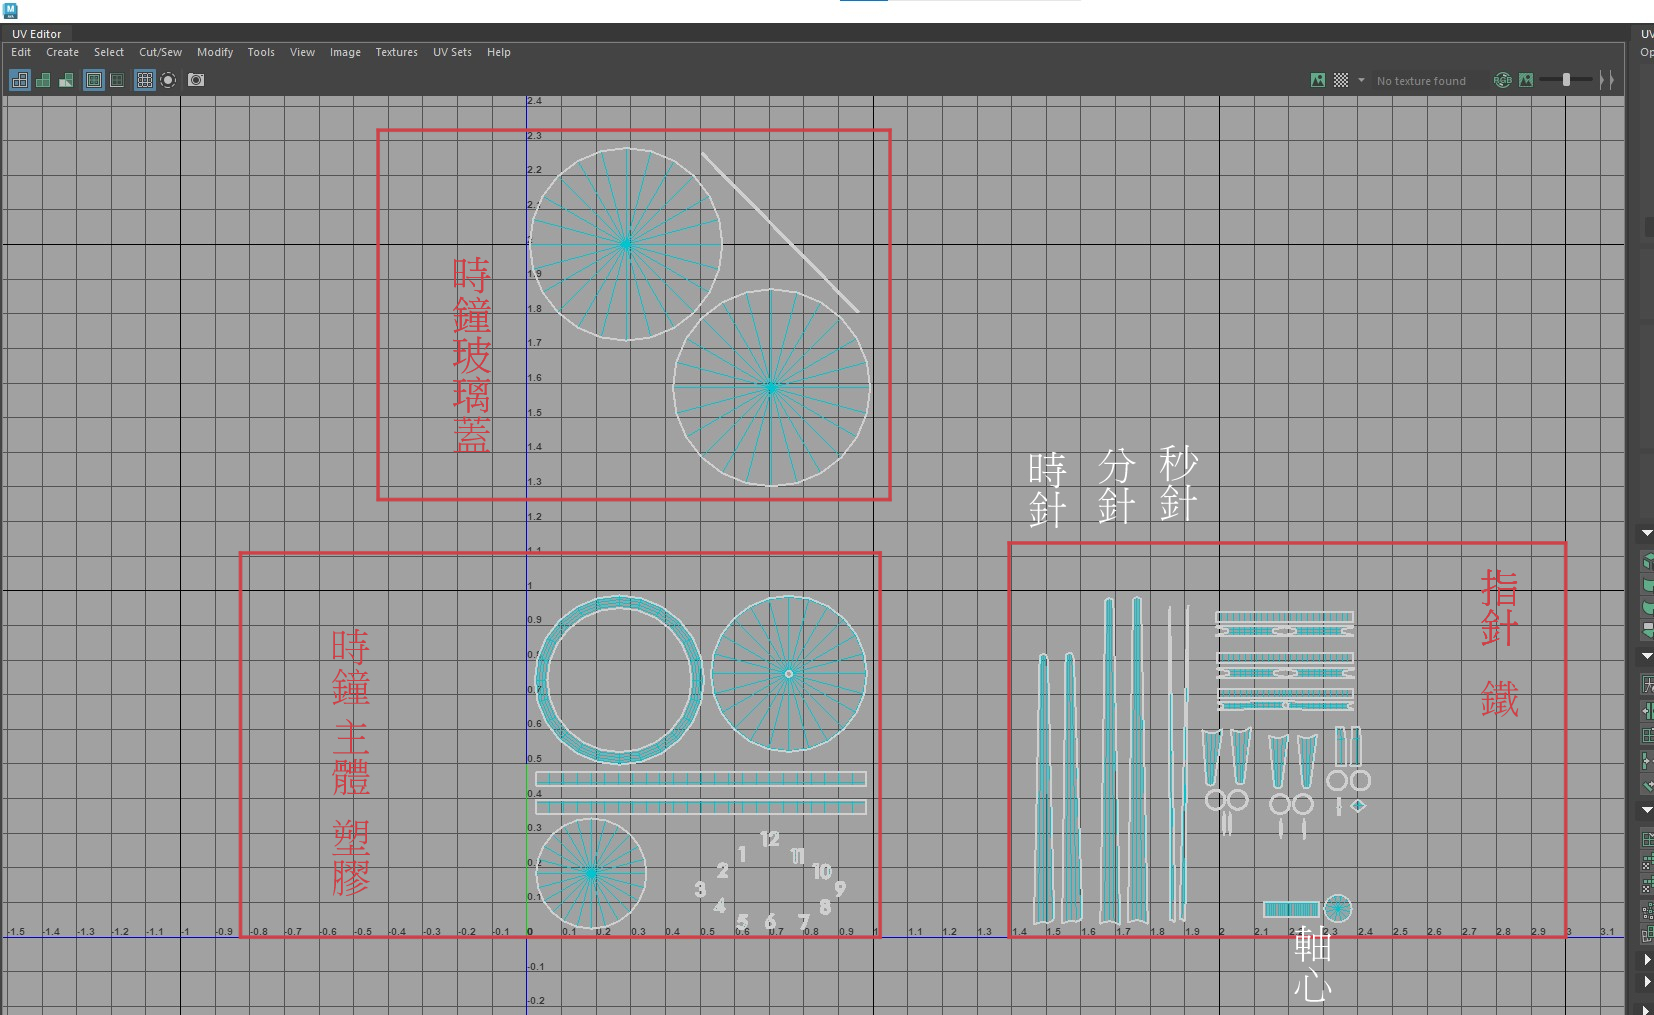 UV Editor
Edit Create Select Cut/Sew Modify Tools View Image Textures UV Sets Help
No texture found
RGB
UV
Op
2.4
2.3
2.2
2.1
1.9
1.8
1.7
1.6
1.5
1.4
1.3
1.2
1.1
1
0.9
0.8
0.7
0.6
0.5
0.4
0.3
0.2
0.1
時鐘玻璃蓋
時針
分針
秒針
時鐘 主體 塑膠
指針 鐵
12
1
11
2
10
3
9
4
8
5 6 7
-1.5 -1.4 -1.3 -1.2 -1.1 -1 -0.9 -0.8 -0.7 -0.6 -0.5 -0.4 -0.3 -0.2 -0.1 0 0.1 0.2 0.3 0.4 0.5 0.6 0.7 0.8 0.9 1 1.1 1.2 1.3 1.4 1.5 1.6 1.7 1.8 1.9 2 2.1 2.2 2.3 2.4 2.5 2.6 2.7 2.8 2.9 3 3.1
軸心
-0.1
-0.2